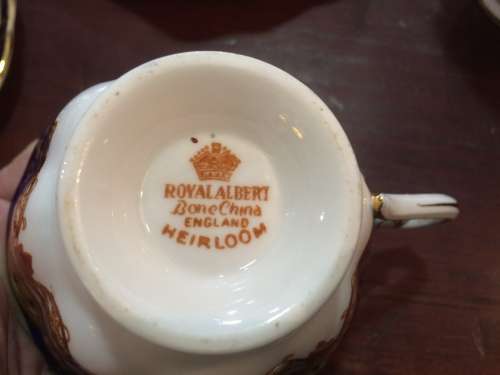 ROYAL ALBERT
Bone China
ENGLAND
HEIRLOOM